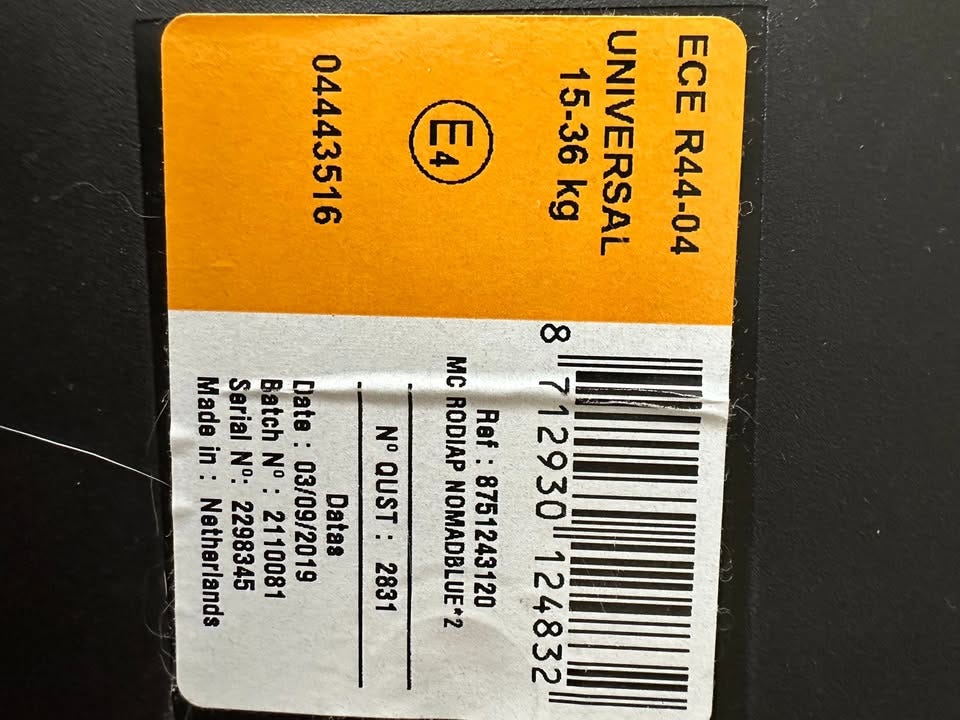 ECE R44-04
UNIVERSAL
15-36 kg
E4
04443516
8 712930 124832
Ref : 8751243120
MC RODIAP NOMADBLUE*2
N° QUST : 2831
Datas
Date : 03/09/2019
Batch N° : 2110081
Serial N°: 2298345
Made in : Netherlands